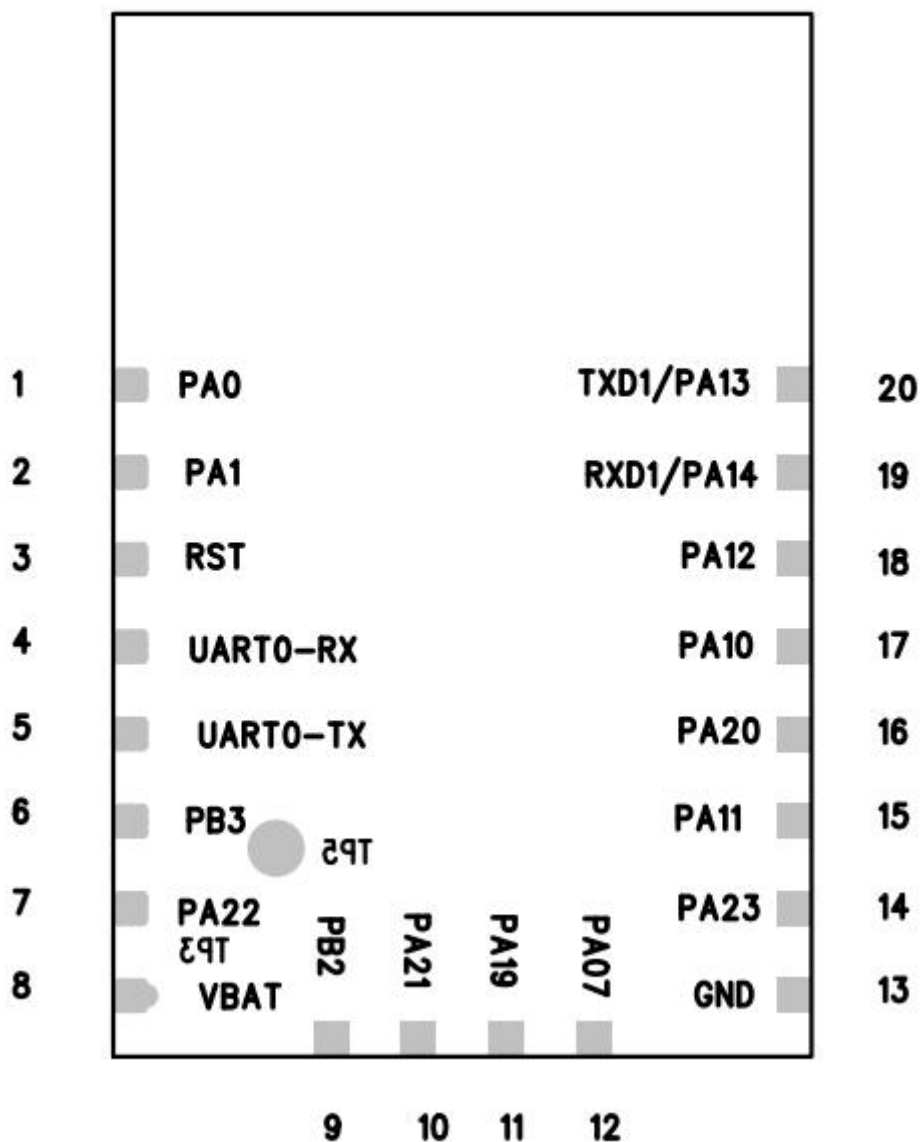 1 PA0 TXD1/PA13 20
2 PA1 RXD1/PA14 19
3 RST PA12 18
4 UART0-RX PA10 17
5 UART0-TX PA20 16
6 PB3 PA11 15
TP5
7 PA22 PA23 14
TP3
8 VBAT GND 13
PB2
PA21
PA19
PA07
9 10 11 12